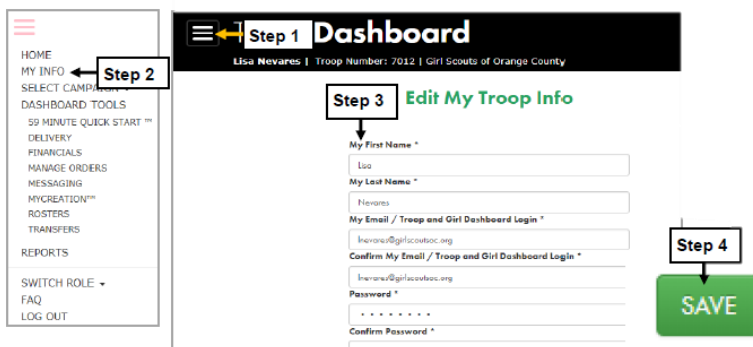 HOME
MY INFO
Step 2
SELECT CAMPAIGN
DASHBOARD TOOLS
59 MINUTE QUICK START ™
DELIVERY
FINANCIALS
MANAGE ORDERS
MESSAGING
MYCREATION™
ROSTERS
TRANSFERS
REPORTS
SWITCH ROLE
FAQ
LOG OUT
Step 1
Dashboard
Lisa Nevares | Troop Number: 7012 | Girl Scouts of Orange County
Step 3
Edit My Troop Info
My First Name *
Lisa
My Last Name *
Nevares
My Email / Troop and Girl Dashboard Login *
lnevares@girlscoutsoc.org
Confirm My Email / Troop and Girl Dashboard Login *
lnevares@girlscoutsoc.org
Password *
Confirm Password *
Step 4
SAVE